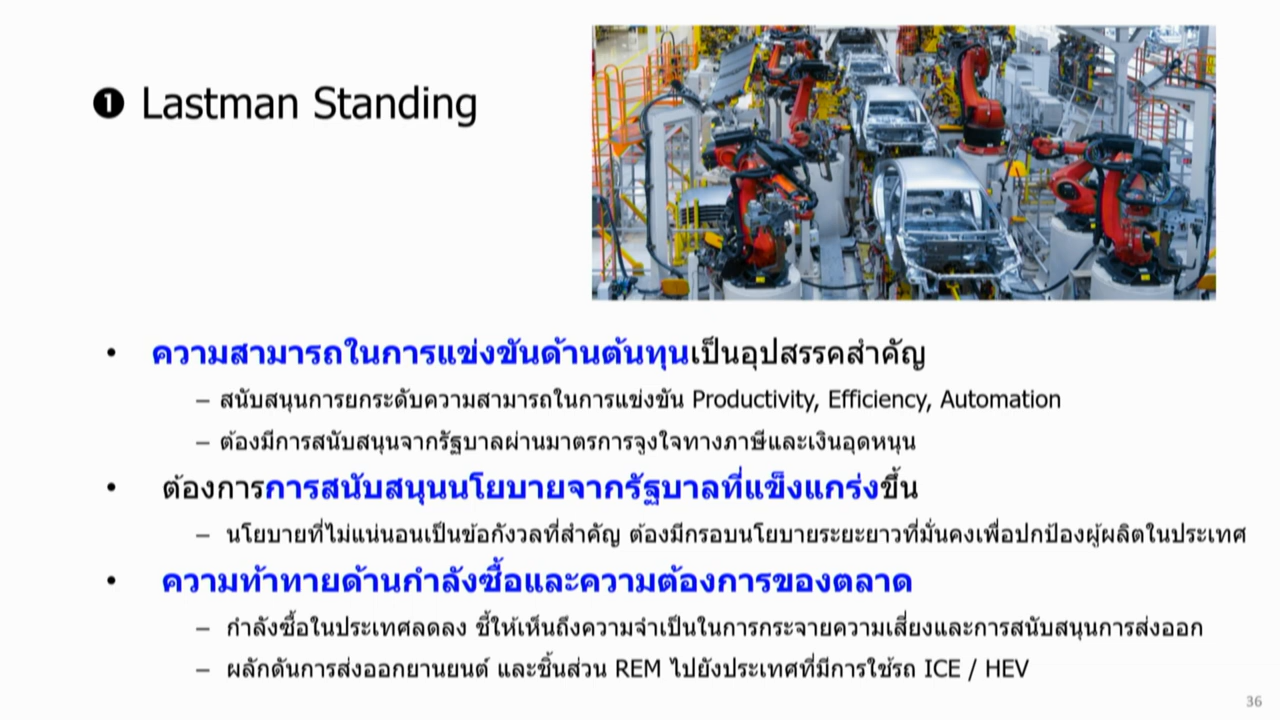 ❶ Lastman Standing
• ความสามารถในการแข่งขันด้านต้นทุนเป็นอุปสรรคสำคัญ
– สนับสนุนการยกระดับความสามารถในการแข่งขัน Productivity, Efficiency, Automation
– ต้องมีการสนับสนุนจากรัฐบาลผ่านมาตรการจูงใจทางภาษีและเงินอุดหนุน
• ต้องการการสนับสนุนนโยบายจากรัฐบาลที่แข็งแกร่งขึ้น
– นโยบายที่ไม่แน่นอนเป็นข้อกังวลที่สำคัญ ต้องมีกรอบนโยบายระยะยาวที่มั่นคงเพื่อปกป้องผู้ผลิตในประเทศ
• ความท้าทายด้านกำลังซื้อและความต้องการของตลาด
– กำลังซื้อในประเทศลดลง ชี้ให้เห็นถึงความจำเป็นในการกระจายความเสี่ยงและการสนับสนุนการส่งออก
– ผลักดันการส่งออกยานยนต์ และชิ้นส่วน REM ไปยังประเทศที่มีการใช้รถ ICE / HEV
36